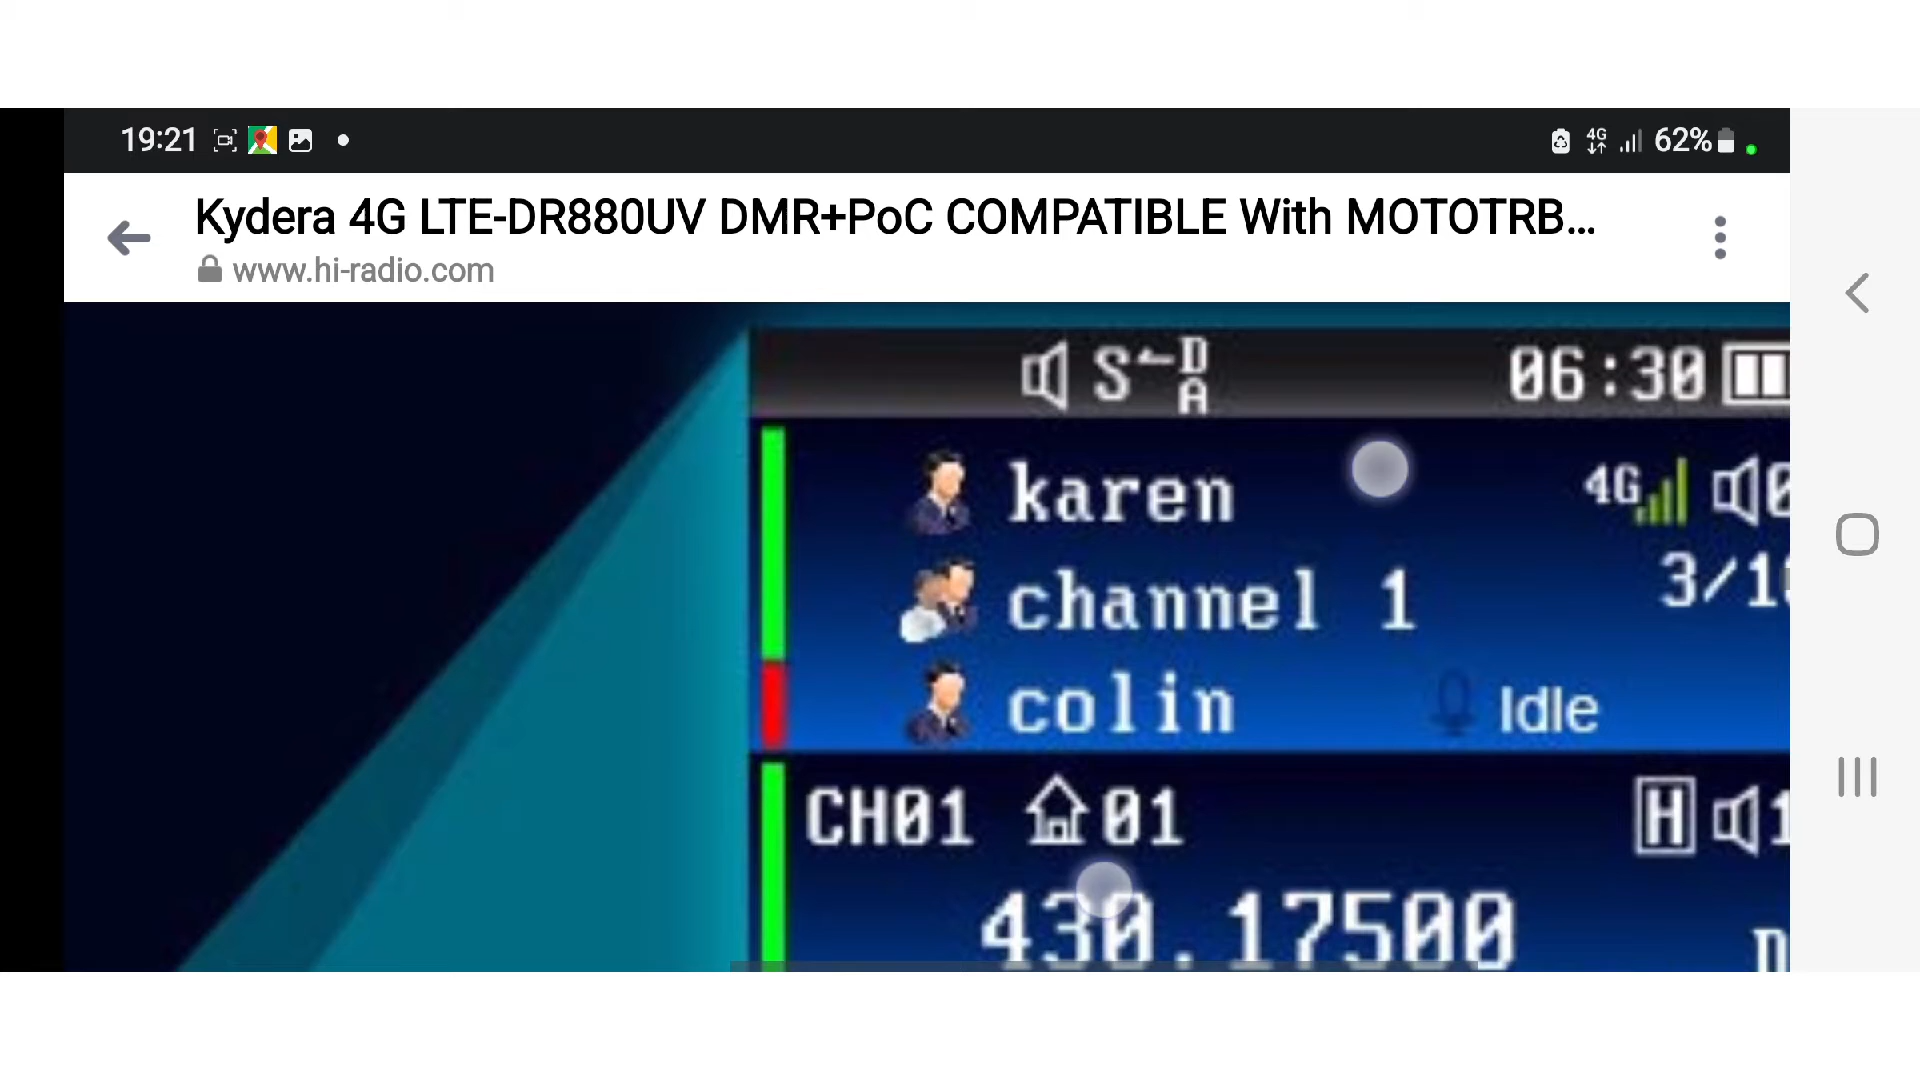 19:21
4G 62%
Kydera 4G LTE-DR880UV DMR+PoC COMPATIBLE With MOTOTRB...
www.hi-radio.com
S D A 06:30
karen 4G
channel 1
colin Idle
CH01 01 H
430.17500